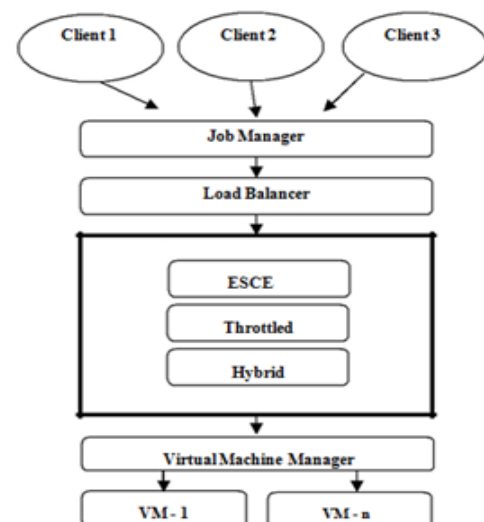 Client 1
Client 2
Client 3
Job Manager
Load Balancer
ESCE
Throttled
Hybrid
Virtual Machine Manager
VM - 1
VM - n